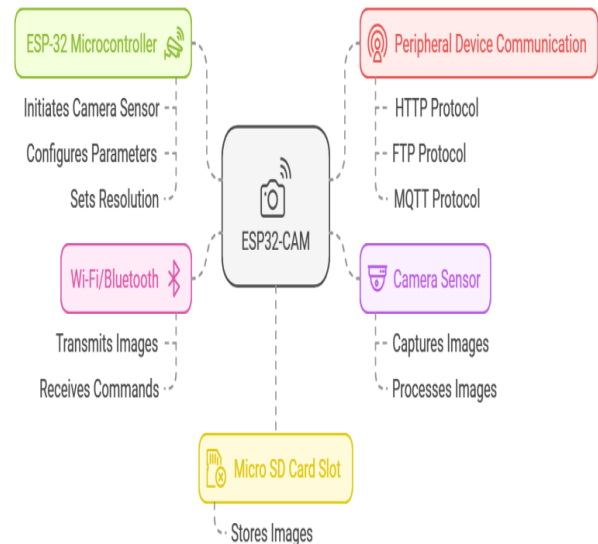 ESP-32 Microcontroller
Initiates Camera Sensor
Configures Parameters
Sets Resolution
Peripheral Device Communication
HTTP Protocol
FTP Protocol
MQTT Protocol
ESP32-CAM
Wi-Fi/Bluetooth
Transmits Images
Receives Commands
Camera Sensor
Captures Images
Processes Images
Micro SD Card Slot
Stores Images